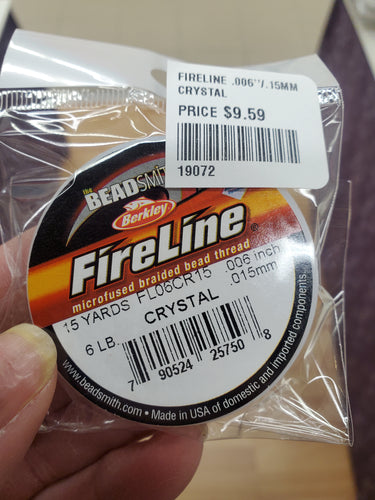 FIRELINE .006"/.15MM
CRYSTAL
PRICE $9.59
19072
the BEADSMITH
Berkley
FIRELINE®
microfused braided bead thread
15 YARDS FL06CR15 .006 inch
.015mm
CRYSTAL
6 LB.
7 90524 25750 8
www.beadsmith.com • Made in USA of domestic and imported components.